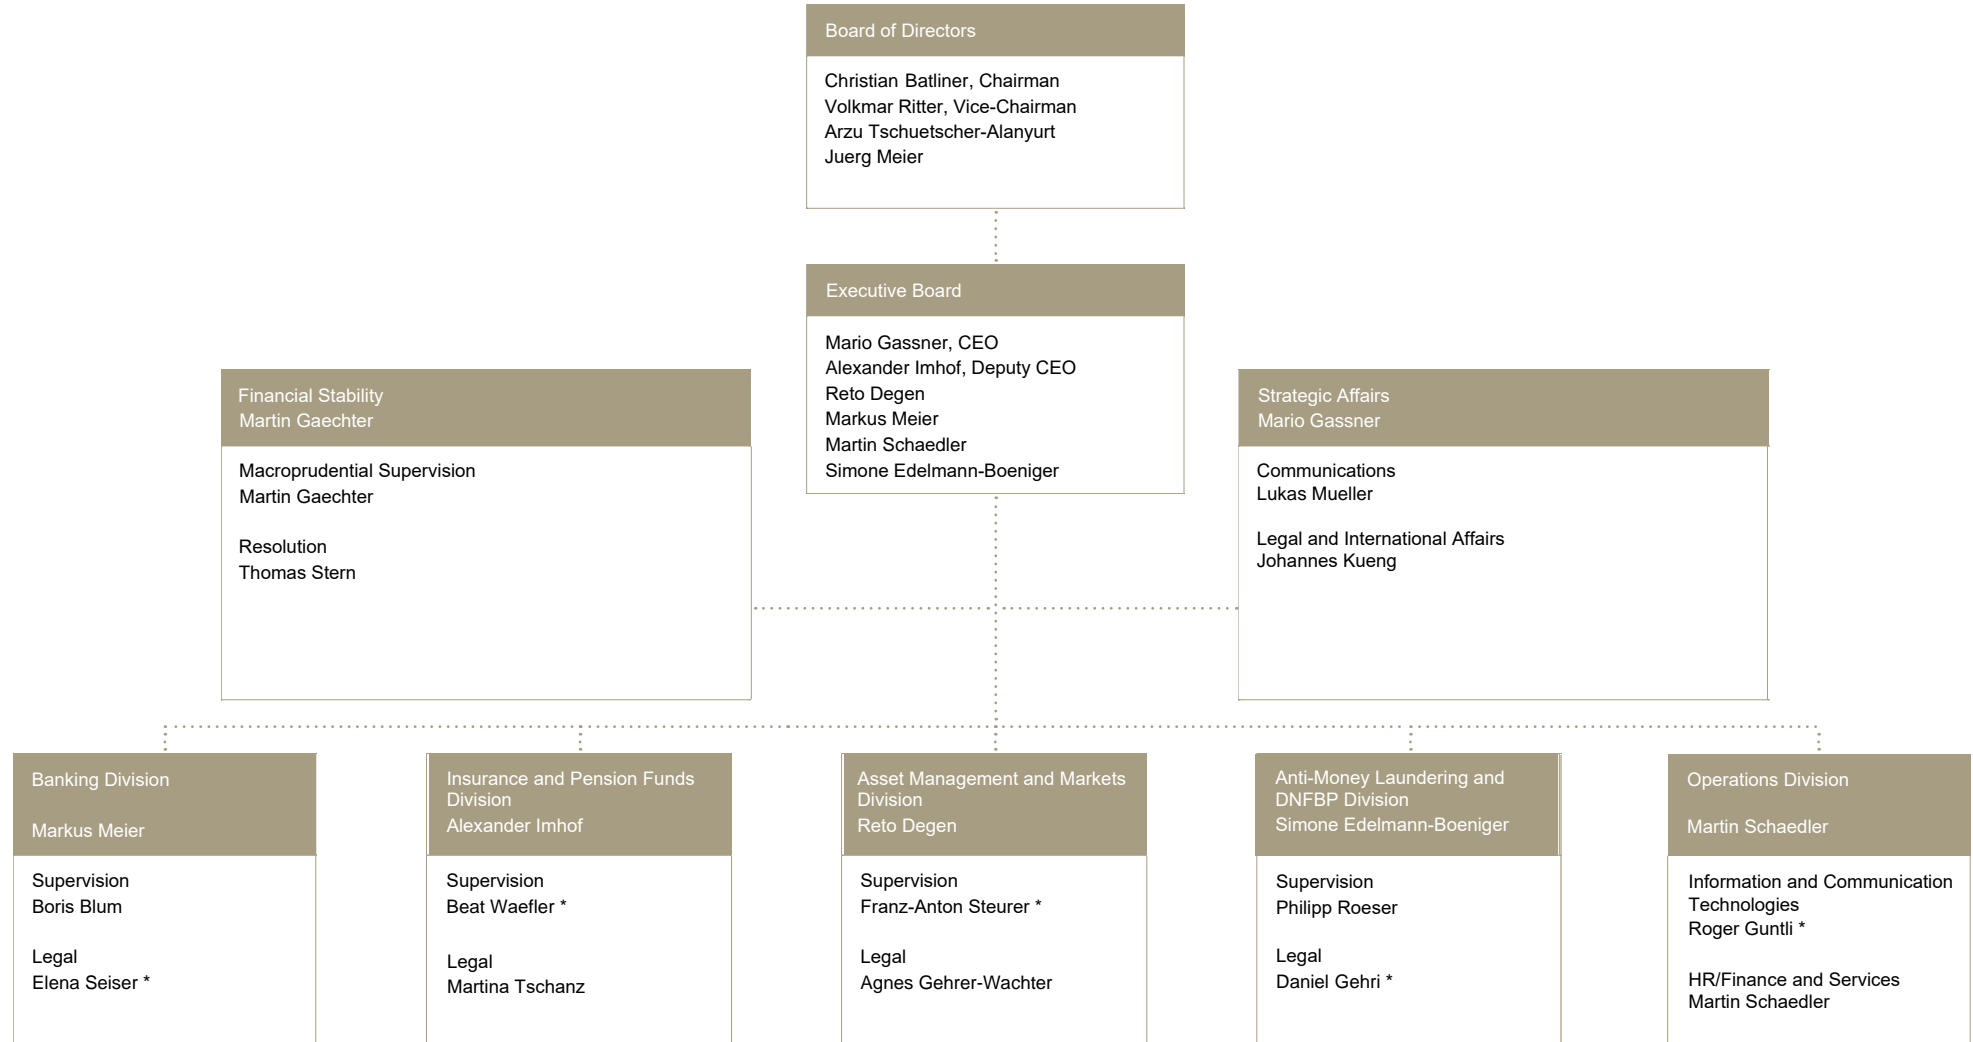 Board of Directors
Christian Batliner, Chairman
Volkmar Ritter, Vice-Chairman
Arzu Tschuetscher-Alanyurt
Juerg Meier
Executive Board
Mario Gassner, CEO
Alexander Imhof, Deputy CEO
Reto Degen
Markus Meier
Martin Schaedler
Simone Edelmann-Boeniger
Financial Stability
Martin Gaechter
Macroprudential Supervision
Martin Gaechter
Resolution
Thomas Stern
Strategic Affairs
Mario Gassner
Communications
Lukas Mueller
Legal and International Affairs
Johannes Kueng
Banking Division
Markus Meier
Supervision
Boris Blum
Legal
Elena Seiser *
Insurance and Pension Funds
Division
Alexander Imhof
Supervision
Beat Waefler *
Legal
Martina Tschanz
Asset Management and Markets
Division
Reto Degen
Supervision
Franz-Anton Steurer *
Legal
Agnes Gehrer-Wachter
Anti-Money Laundering and
DNFBP Division
Simone Edelmann-Boeniger
Supervision
Philipp Roeser
Legal
Daniel Gehri *
Operations Division
Martin Schaedler
Information and Communication
Technologies
Roger Guntli *
HR/Finance and Services
Martin Schaedler